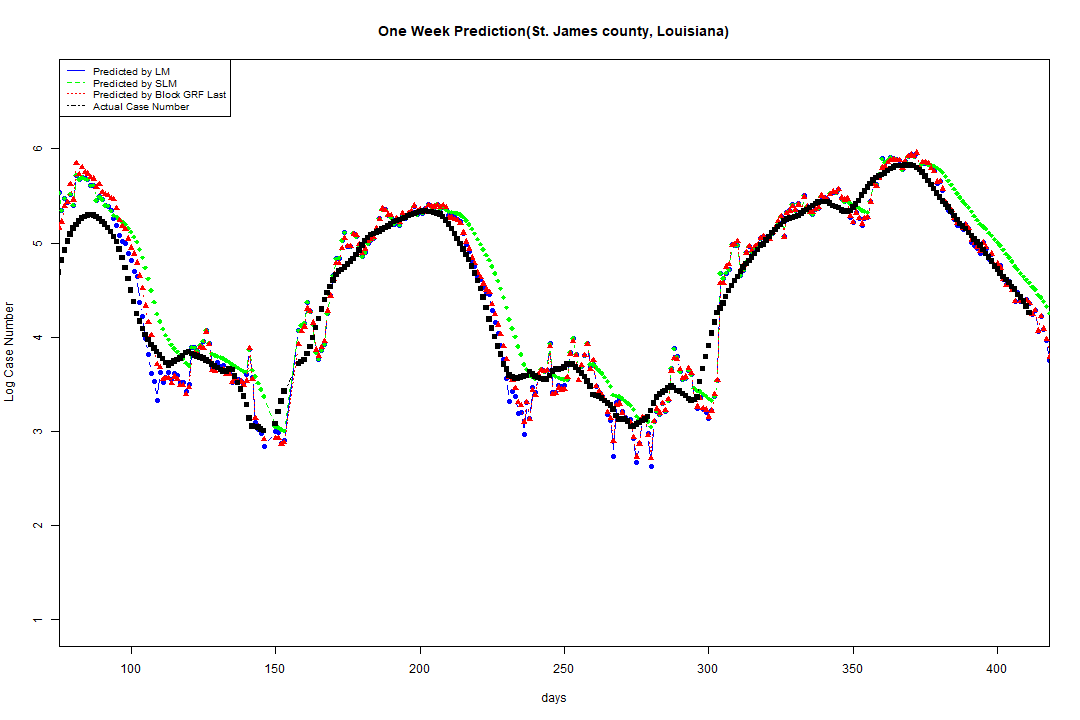 One Week Prediction(St. James county, Louisiana)
Predicted by LM
Predicted by SLM
Predicted by Block GRF Last
Actual Case Number
6
5
4
3
2
1
Log Case Number
100 150 200 250 300 350 400
days